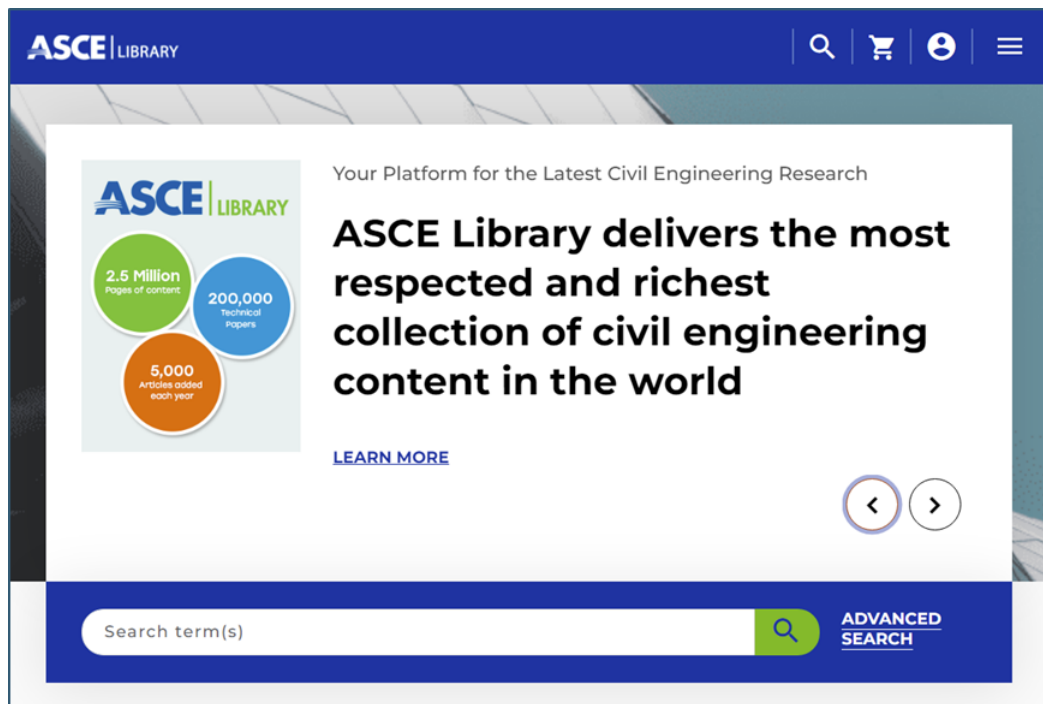 ASCE LIBRARY
ASCE LIBRARY
2.5 Million
Pages of content
200,000
Technical
Papers
5,000
Articles added
each year
Your Platform for the Latest Civil Engineering Research
ASCE Library delivers the most
respected and richest
collection of civil engineering
content in the world
LEARN MORE
Search term(s)
ADVANCED
SEARCH